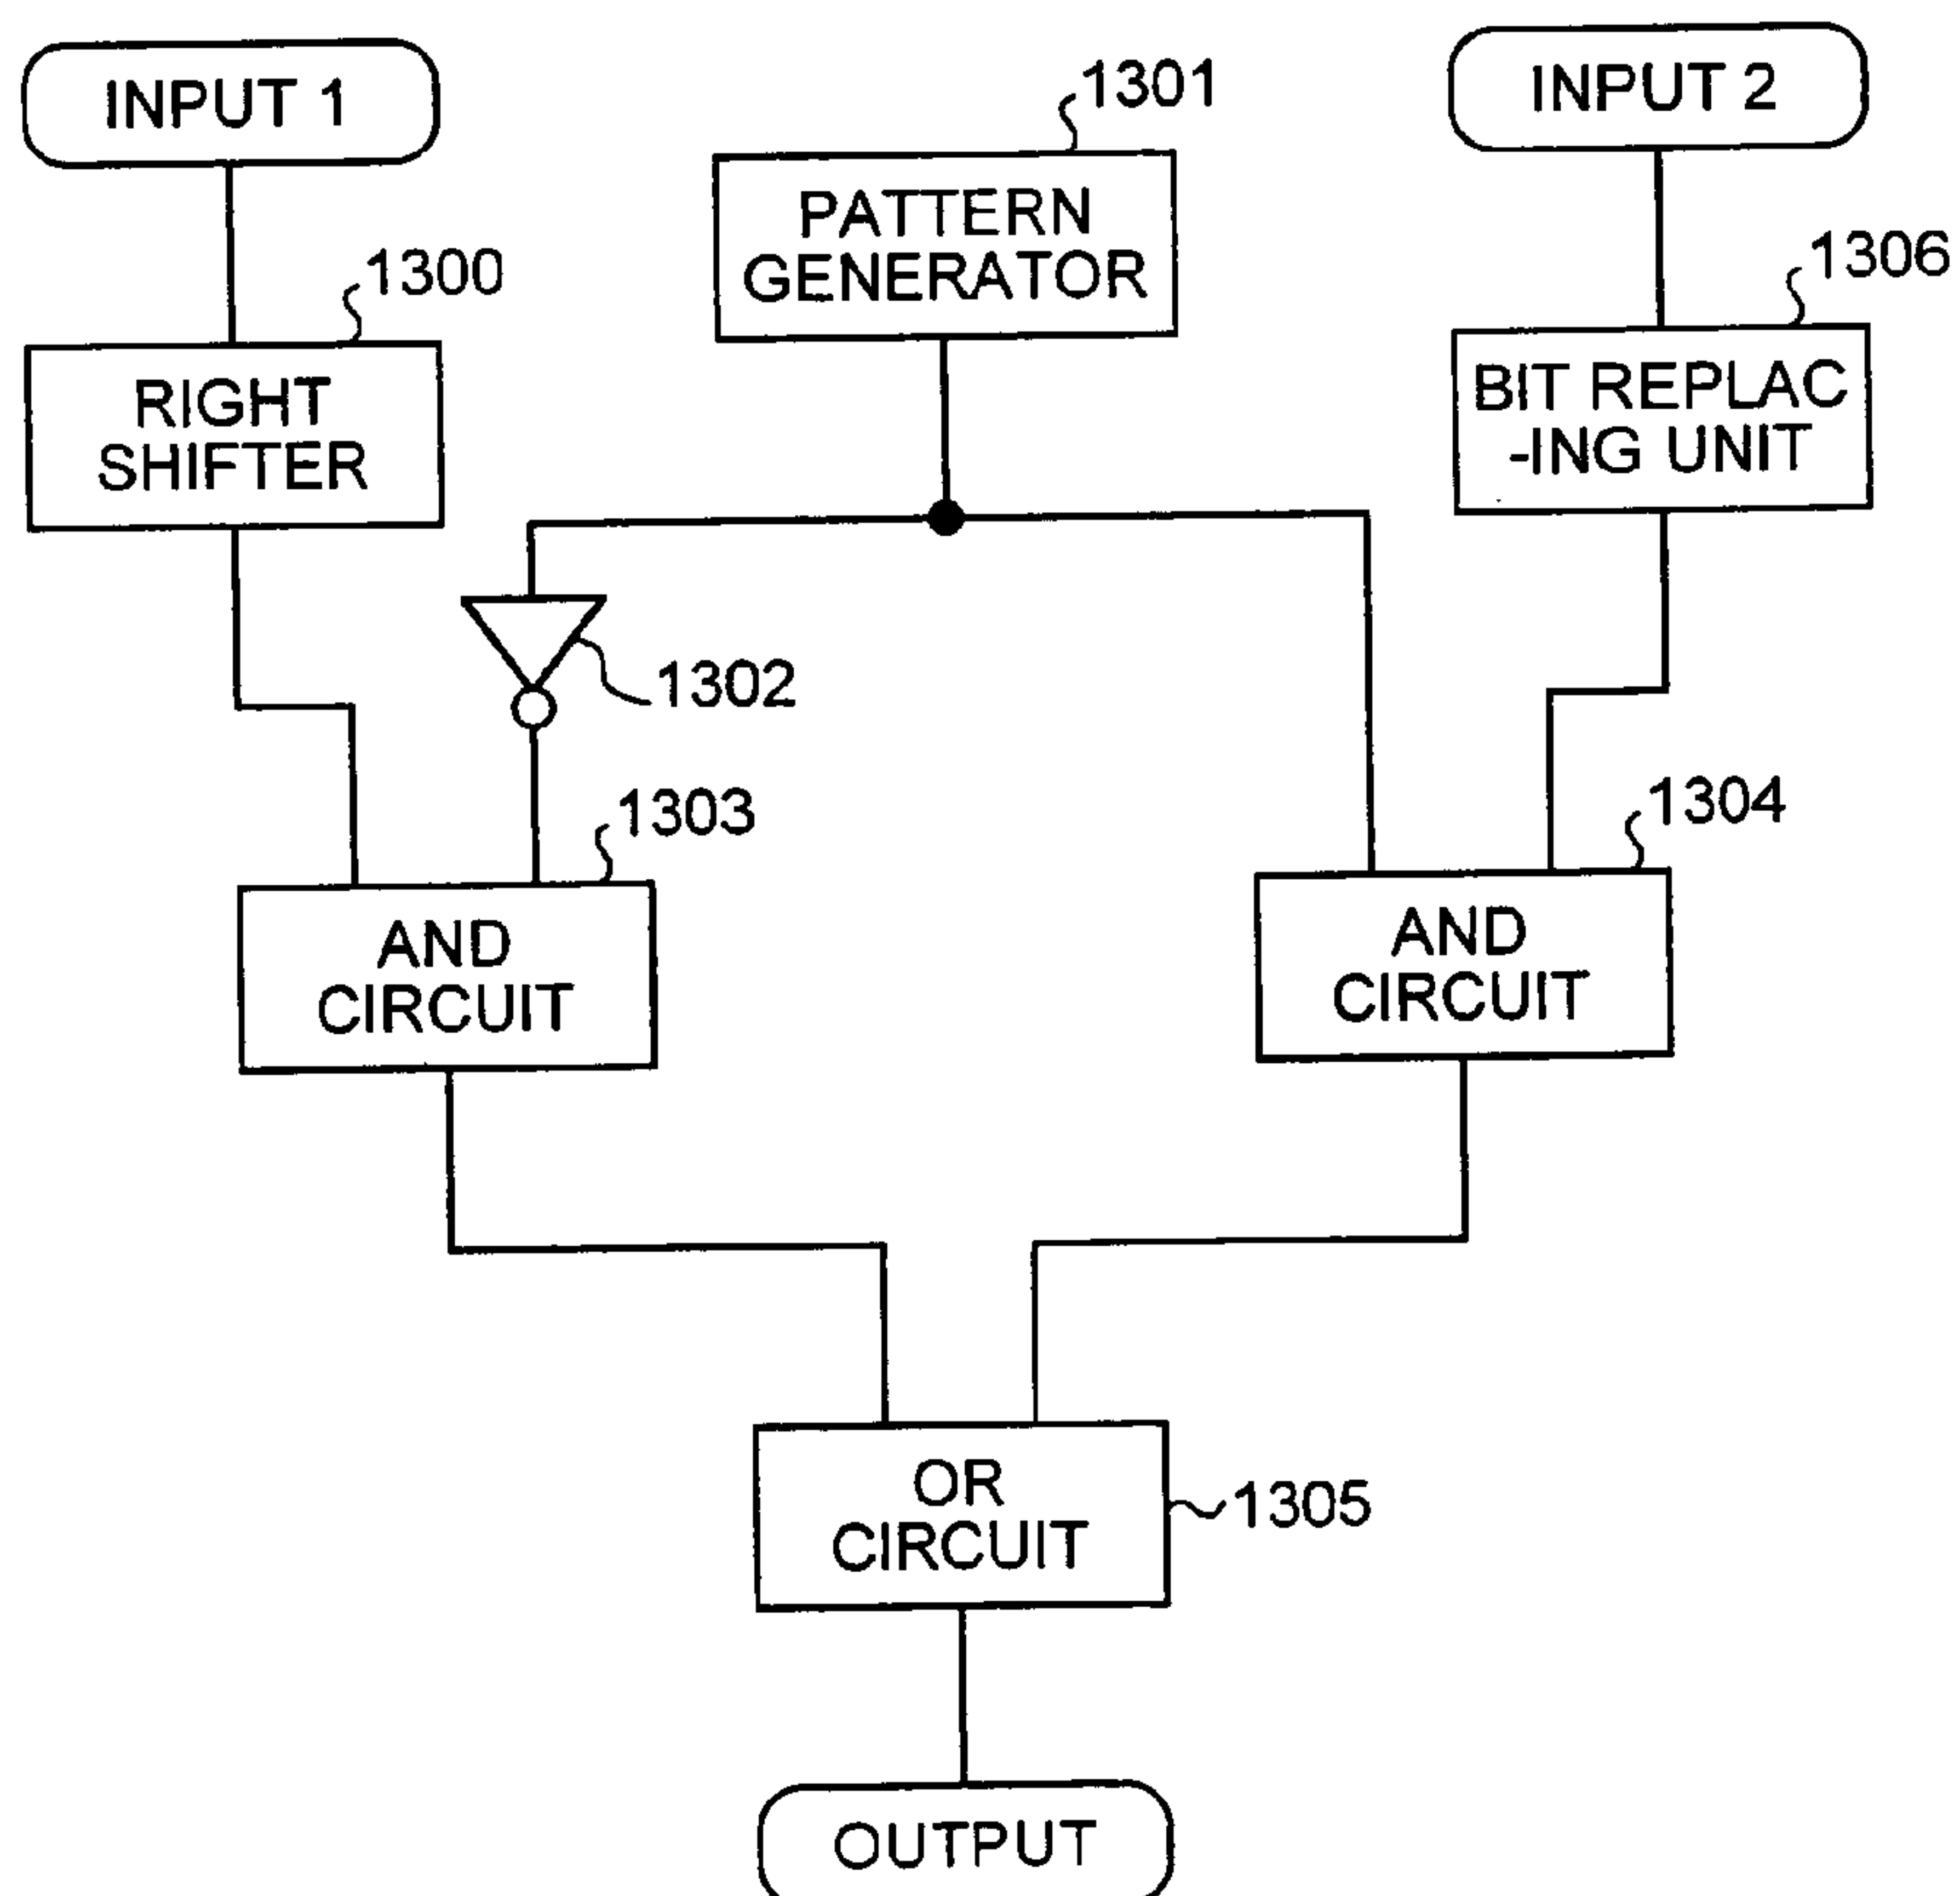 INPUT 1
1301
INPUT 2
PATTERN
GENERATOR
1300
1306
RIGHT
SHIFTER
BIT REPLAC
-ING UNIT
1302
1303
1304
AND
CIRCUIT
AND
CIRCUIT
OR
CIRCUIT
1305
OUTPUT